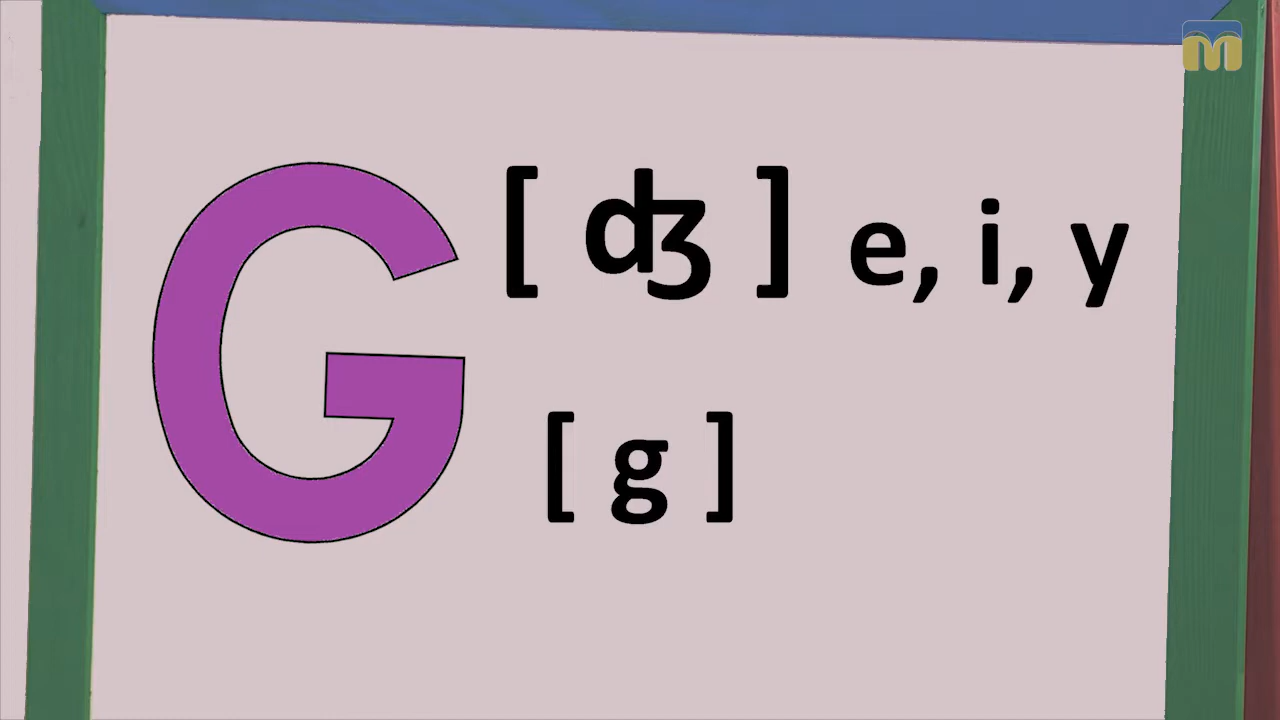 G [ ʤ ] e, i, y
[ g ]